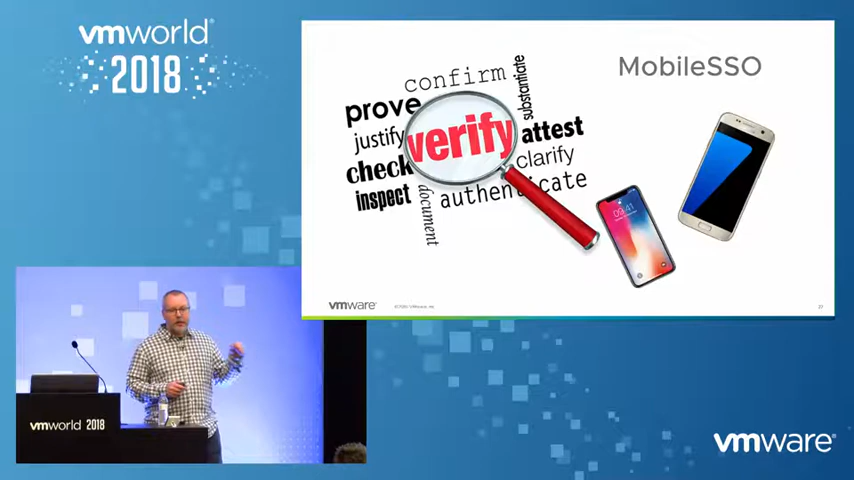 vmworld
2018
MobileSSO
confirm
substantiate
prove
justify
verify
attest
check
clarify
inspect
document
authenticate
09:41
vmware
vmworld 2018
vmware